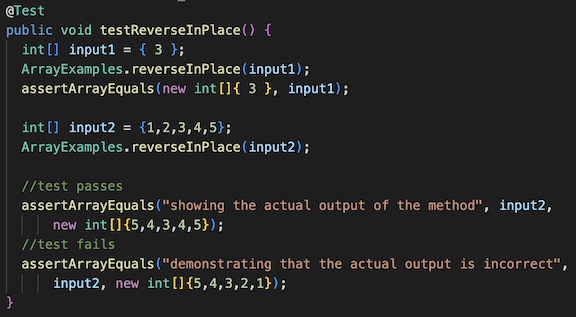 @Test
public void testReverseInPlace() {
int[] input1 = { 3 };
ArrayExamples.reverseInPlace(input1);
assertArrayEquals(new int[]{ 3 }, input1);
int[] input2 = {1,2,3,4,5};
ArrayExamples.reverseInPlace(input2);
//test passes
assertArrayEquals("showing the actual output of the method", input2,
new int[]{5,4,3,4,5});
//test fails
assertArrayEquals("demonstrating that the actual output is incorrect",
input2, new int[]{5,4,3,2,1});
}